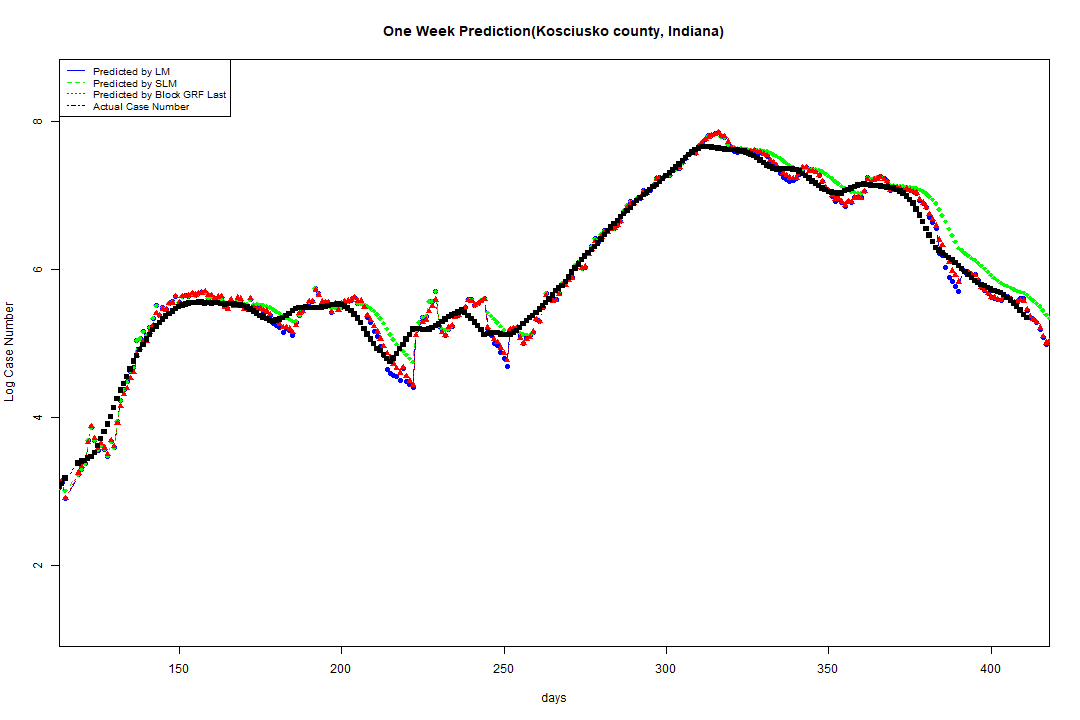 One Week Prediction(Kosciusko county, Indiana)
Predicted by LM
Predicted by SLM
Predicted by Block GRF Last
Actual Case Number
8
6
4
2
Log Case Number
150 200 250 300 350 400
days